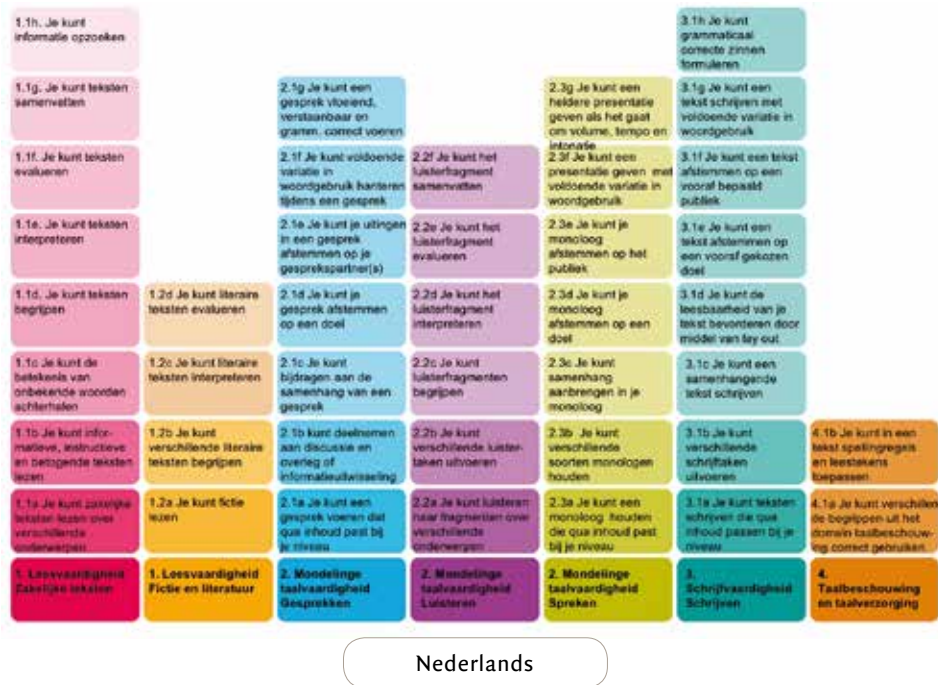 1.1h. Je kunt
informatie opzoeken
3.1h Je kunt
grammaticaal
correcte zinnen
formuleren
1.1g. Je kunt teksten
samenvatten
2.1g Je kunt een
gesprek vloeiend,
verstaanbaar en
gramm. correct voeren
2.3g Je kunt een
heldere presentatie
geven als het gaat
om volume, tempo en
intonatie
3.1g Je kunt een
tekst schrijven met
voldoende variatie in
woordgebruik
1.1f. Je kunt teksten
evalueren
2.1f Je kunt voldoende
variatie in
woordgebruik hanteren
tijdens een gesprek
2.2f Je kunt het
luisterfragment
samenvatten
2.3f Je kunt een
presentatie geven met
voldoende variatie in
woordgebruik
3.1f Je kunt een tekst
afstemmen op een
vooraf bepaald
publiek
1.1e. Je kunt teksten
interpreteren
2.1e Je kunt je uitingen
in een gesprek
afstemmen op je
gesprekspartner(s)
2.2e Je kunt het
luisterfragment
evalueren
2.3e Je kunt je
monoloog
afstemmen op het
publiek
3.1e Je kunt een
tekst afstemmen op
een vooraf gekozen
doel
1.1d. Je kunt teksten
begrijpen
1.2d Je kunt literaire
teksten evalueren
2.1d Je kunt je
gesprek afstemmen
op een doel
2.2d Je kunt het
luisterfragment
interpreteren
2.3d Je kunt je
monoloog
afstemmen op een
doel
3.1d Je kunt de
leesbaarheid van je
tekst bevorderen door
middel van lay out
1.1c Je kunt de
betekenis van
onbekende woorden
achterhalen
1.2c Je kunt literaire
teksten interpreteren
2.1c Je kunt
bijdragen aan de
samenhang van een
gesprek
2.2c Je kunt
luisterfragmenten
begrijpen
2.3c Je kunt
samenhang
aanbrengen in je
monoloog
3.1c Je kunt een
samenhangende
tekst schrijven
1.1b Je kunt infor-
matieve, instructieve
en betogende teksten
lezen
1.2b Je kunt
verschillende literaire
teksten begrijpen
2.1b kunt deelnemen
aan discussie en
overleg of
informatieuitwisseling
2.2b Je kunt
verschillende luister-
taken uitvoeren
2.3b Je kunt
verschillende
soorten monologen
houden
3.1b Je kunt
verschillende
schrijftaken
uitvoeren
4.1b Je kunt in een
tekst spellingregels
en leestekens
toepassen
1.1a Je kunt zakelijke
teksten lezen over
verschillende
onderwerpen
1.2a Je kunt fictie
lezen
2.1a Je kunt een
gesprek voeren dat
qua inhoud past bij
je niveau
2.2a Je kunt luisteren
naar fragmenten over
verschillende
onderwerpen
2.3a Je kunt een
monoloog houden
die qua inhoud past
bij je niveau
3.1a Je kunt teksten
schrijven die qua
inhoud passen bij je
niveau
4.1a Je kunt verschillen
de begrippen uit het
domein taalbeschouw-
ing correct gebruiken
1. Leesvaardigheid
Zakelijke teksten
1. Leesvaardigheid
Fictie en literatuur
2. Mondelinge
taalvaardigheid
Gesprekken
2. Mondelinge
taalvaardigheid
Luisteren
2. Mondelinge
taalvaardigheid
Spreken
3.
Schrijfvaardigheid
Schrijven
4.
Taalbeschouwing
en taalverzorging
Nederlands